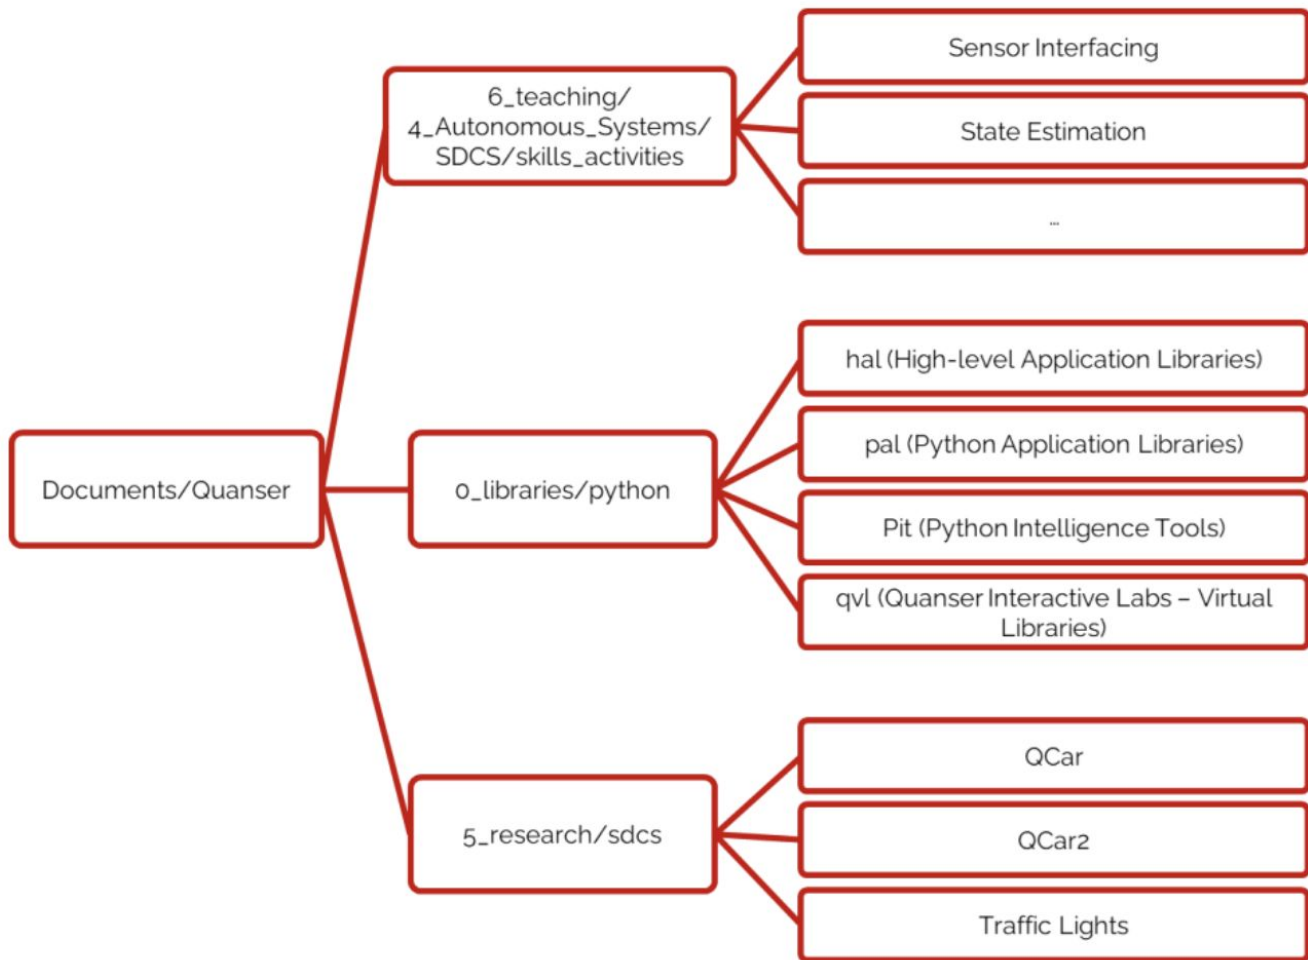 6_teaching/
4_Autonomous_Systems/
SDCS/skills_activities
Sensor Interfacing
State Estimation
...
Documents/Quanser
0_libraries/python
hal (High-level Application Libraries)
pal (Python Application Libraries)
Pit (Python Intelligence Tools)
qvl (Quanser Interactive Labs – Virtual
Libraries)
5_research/sdcs
QCar
QCar2
Traffic Lights